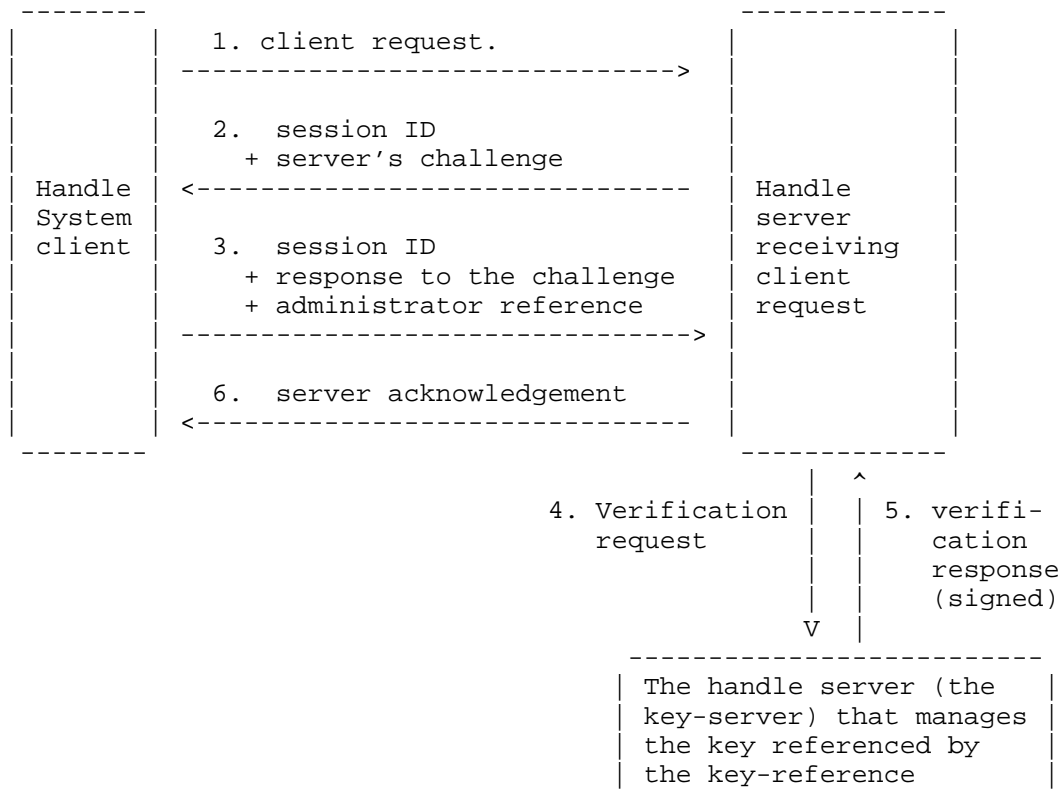 1. client request.
2. session ID
+ server's challenge
Handle
System
client
Handle
server
receiving
client
request
3. session ID
+ response to the challenge
+ administrator reference
6. server acknowledgement
4. Verification
request
5. verifi-
cation
response
(signed)
The handle server (the
key-server) that manages
the key referenced by
the key-reference